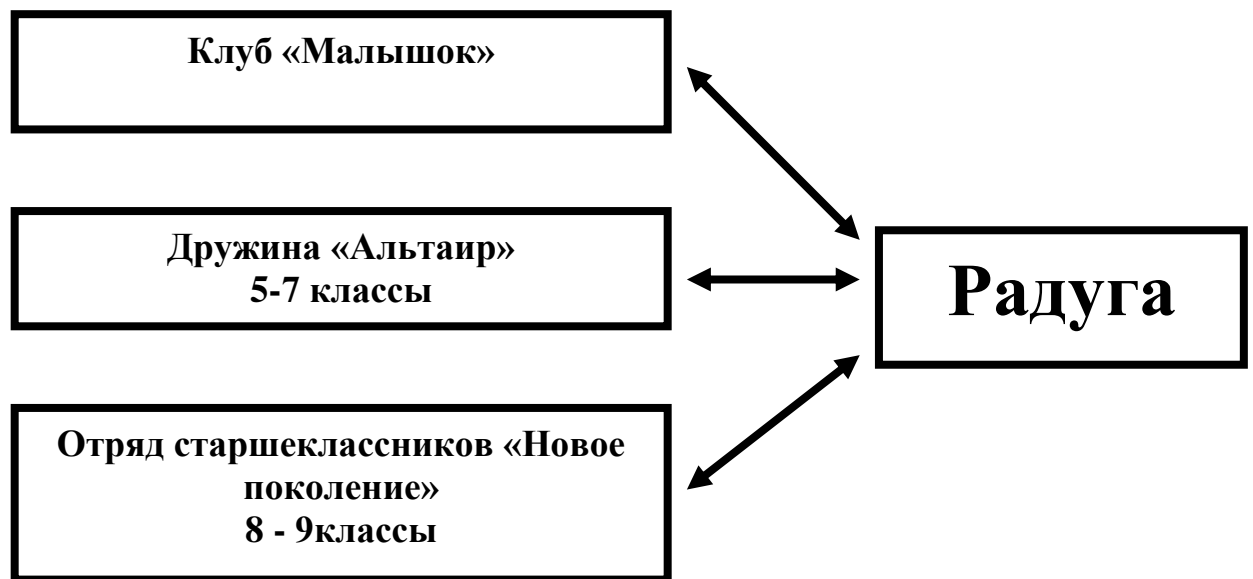 Клуб «Малышок»
Дружина «Альтаир»
5-7 классы
Радуга
Отряд старшеклассников «Новое
поколение»
8 - 9классы